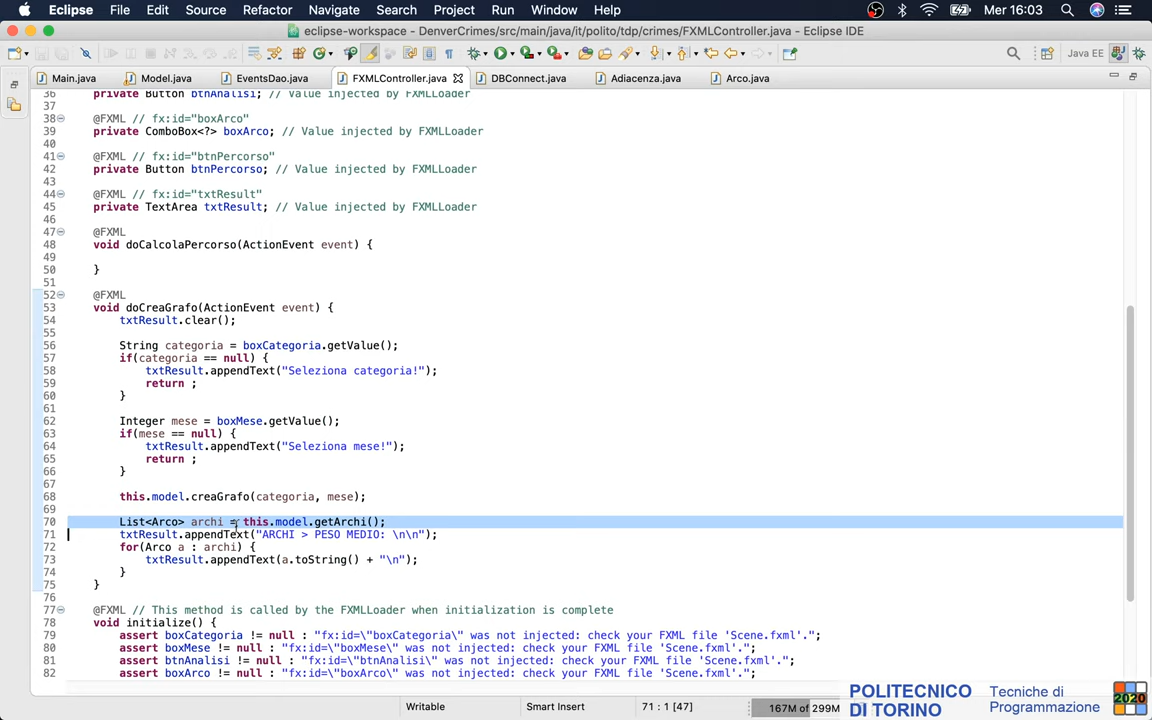 Eclipse File Edit Source Refactor Navigate Search Project Run Window Help Mer 16:03
eclipse-workspace - DenverCrimes/src/main/java/it/polito/tdp/crimes/FXMLController.java - Eclipse IDE
Java EE
Main.java Model.java EventsDao.java FXMLController.java DBConnect.java Adiacenza.java Arco.java
36 private Button btnAnalisi; // Value injected by FXMLLoader
37
38 @FXML // fx:id="boxArco"
39 private ComboBox<?> boxArco; // Value injected by FXMLLoader
40
41 @FXML // fx:id="btnPercorso"
42 private Button btnPercorso; // Value injected by FXMLLoader
43
44 @FXML // fx:id="txtResult"
45 private TextArea txtResult; // Value injected by FXMLLoader
46
47 @FXML
48 void doCalcolaPercorso(ActionEvent event) {
49
50 }
51
52 @FXML
53 void doCreaGrafo(ActionEvent event) {
54 txtResult.clear();
55
56 String categoria = boxCategoria.getValue();
57 if(categoria == null) {
58 txtResult.appendText("Seleziona categoria!");
59 return ;
60 }
61
62 Integer mese = boxMese.getValue();
63 if(mese == null) {
64 txtResult.appendText("Seleziona mese!");
65 return ;
66 }
67
68 this.model.creaGrafo(categoria, mese);
69
70 List<Arco> archi = this.model.getArchi();
71 txtResult.appendText("ARCHI > PESO MEDIO: \n\n");
72 for(Arco a : archi) {
73 txtResult.appendText(a.toString() + "\n");
74 }
75 }
76
77 @FXML // This method is called by the FXMLLoader when initialization is complete
78 void initialize() {
79 assert boxCategoria != null : "fx:id=\"boxCategoria\" was not injected: check your FXML file 'Scene.fxml'.";
80 assert boxMese != null : "fx:id=\"boxMese\" was not injected: check your FXML file 'Scene.fxml'.";
81 assert btnAnalisi != null : "fx:id=\"btnAnalisi\" was not injected: check your FXML file 'Scene.fxml'.";
82 assert boxArco != null : "fx:id=\"boxArco\" was not injected: check your FXML file 'Scene.fxml'.";
Writable Smart Insert 71 : 1 [47] 167M of 299M
POLITECNICO
DI TORINO
Tecniche di
Programmazione
2020